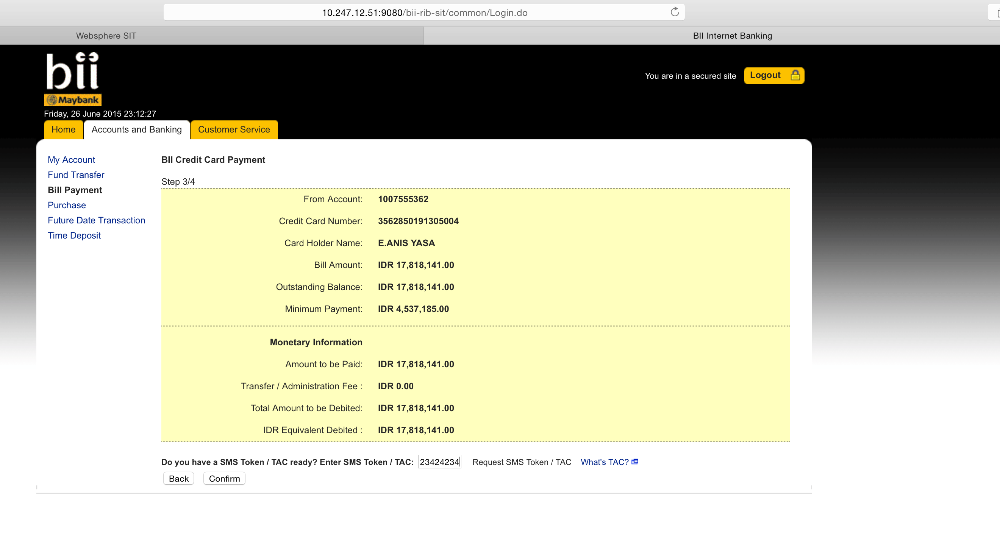 10.247.12.51:9080/bii-rib-sit/common/Login.do
Websphere SIT
BII Internet Banking
bii
Maybank
You are in a secured site
Logout
Friday, 26 June 2015 23:12:27
Home
Accounts and Banking
Customer Service
My Account
Fund Transfer
Bill Payment
Purchase
Future Date Transaction
Time Deposit
BII Credit Card Payment
Step 3/4
From Account: 1007555362
Credit Card Number: 3562850191305004
Card Holder Name: E.ANIS YASA
Bill Amount: IDR 17,818,141.00
Outstanding Balance: IDR 17,818,141.00
Minimum Payment: IDR 4,537,185.00
Monetary Information
Amount to be Paid: IDR 17,818,141.00
Transfer / Administration Fee : IDR 0.00
Total Amount to be Debited: IDR 17,818,141.00
IDR Equivalent Debited : IDR 17,818,141.00
Do you have a SMS Token / TAC ready? Enter SMS Token / TAC: 23424234 Request SMS Token / TAC What's TAC?
Back Confirm